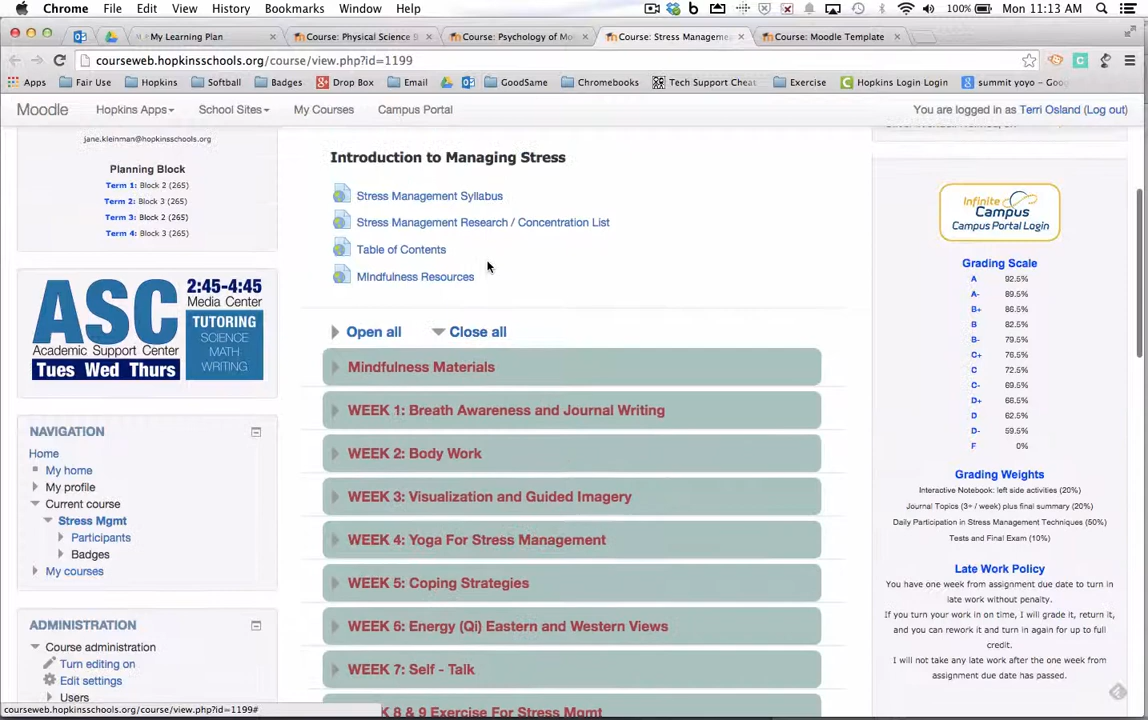 Chrome File Edit View History Bookmarks Window Help 100% Mon 11:13 AM
My Learning Plan × Course: Physical Science 9 × Course: Psychology of Mo × Course: Stress Manageme × Course: Moodle Template ×
courseweb.hopkinsschools.org/course/view.php?id=1199
Apps Fair Use Hopkins Softball Badges Drop Box Email GoodSame Chromebooks Tech Support Cheat Exercise Hopkins Login Login summit yoyo
Moodle Hopkins Apps School Sites My Courses Campus Portal You are logged in as Terri Osland (Log out)
jane.kleinman@hopkinsschools.org
Planning Block
Term 1: Block 2 (265)
Term 2: Block 3 (265)
Term 3: Block 2 (265)
Term 4: Block 3 (265)
ASC
Academic Support Center
Tues Wed Thurs
2:45-4:45
Media Center
TUTORING
SCIENCE
MATH
WRITING
NAVIGATION
Home
My home
My profile
Current course
Stress Mgmt
Participants
Badges
My courses
ADMINISTRATION
Course administration
Turn editing on
Edit settings
Users
courseweb.hopkinsschools.org/course/view.php?id=1199#
Introduction to Managing Stress
Stress Management Syllabus
Stress Management Research / Concentration List
Table of Contents
MIndfulness Resources
Open all Close all
Mindfulness Materials
WEEK 1: Breath Awareness and Journal Writing
WEEK 2: Body Work
WEEK 3: Visualization and Guided Imagery
WEEK 4: Yoga For Stress Management
WEEK 5: Coping Strategies
WEEK 6: Energy (Qi) Eastern and Western Views
WEEK 7: Self - Talk
K 8 & 9 Exercise For Stress Mgmt
Infinite
Campus
Campus Portal Login
Grading Scale
A 92.5%
A- 89.5%
B+ 86.5%
B 82.5%
B- 79.5%
C+ 76.5%
C 72.5%
C- 69.5%
D+ 66.5%
D 62.5%
D- 59.5%
F 0%
Grading Weights
Interactive Notebook: left side activities (20%)
Journal Topics (3+ / week) plus final summary (20%)
Daily Participation in Stress Management Techniques (50%)
Tests and Final Exam (10%)
Late Work Policy
You have one week from assignment due date to turn in
late work without penalty.
If you turn your work in on time, I will grade it, return it,
and you can rework it and turn in again for up to full
credit.
I will not take any late work after the one week from
assignment due date has passed.